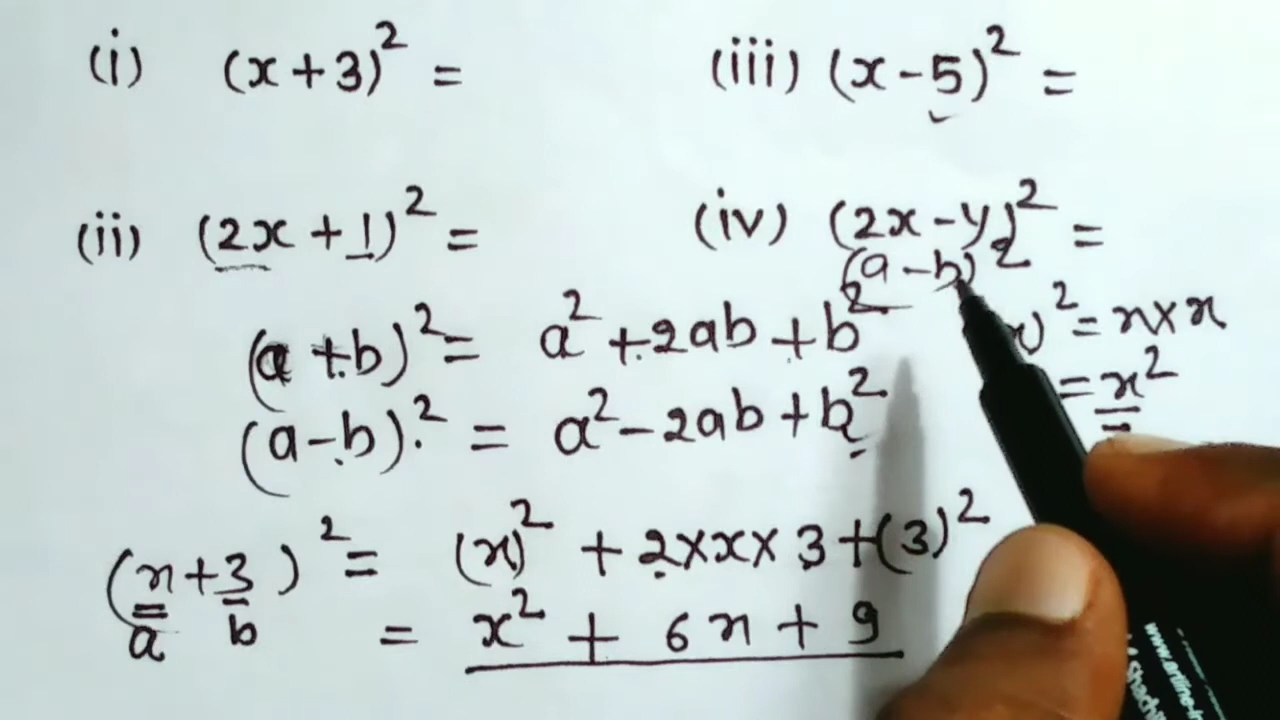 (i) (x + 3)² =
(iii) (x - 5)² =
(ii) (2x + 1)² =
(iv) (2x - y)² =
(a - b)²
(a + b)² = a² + 2ab + b²
x)² = x × x
= x²
(a - b)² = a² - 2ab + b²
(x + 3)² = (x)² + 2 × x × 3 + (3)²
a b
= x² + 6x + 9